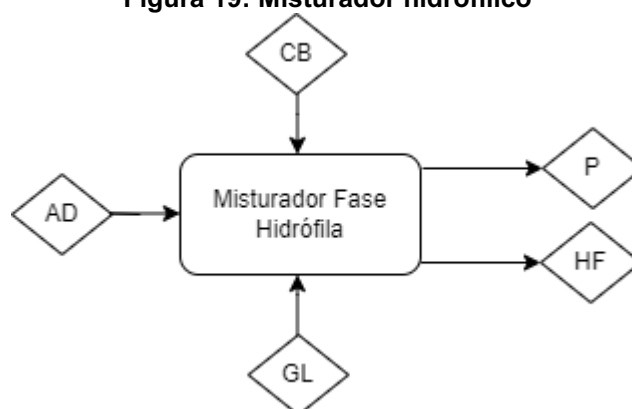 Figura 19: Misturador hidrofílico
CB
P
AD
Misturador Fase
Hidrófila
HF
GL